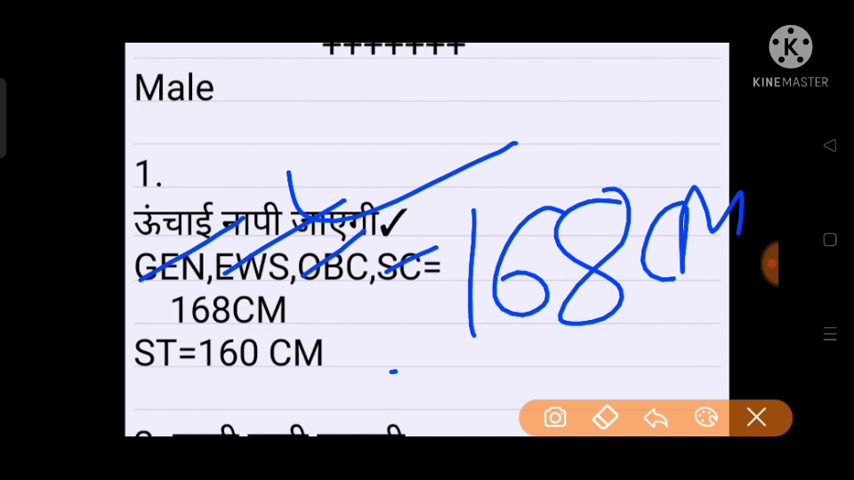 +++++++
Male
1.
ऊंचाई नापी जाएगी✓
GEN,EWS,OBC,SC=
168CM
ST=160 CM
168CM
K
KINEMASTER